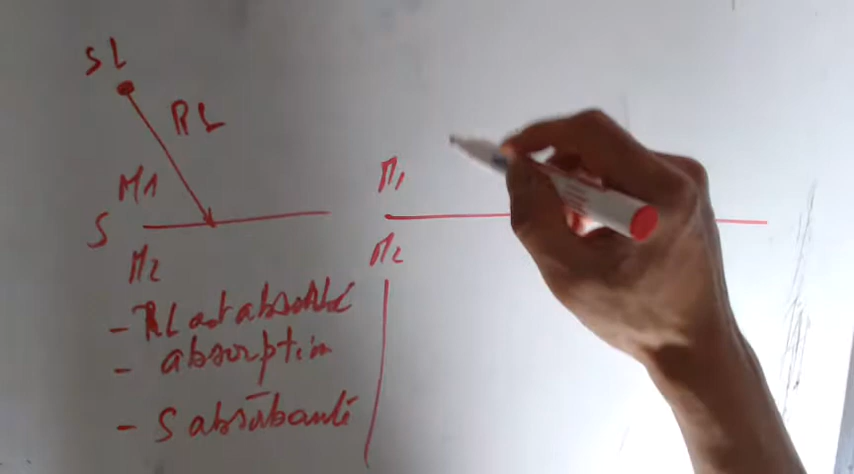 SL
RL
M1
S
M2
- RL est absorbé
- absorption
- S absorbante
M1
M2